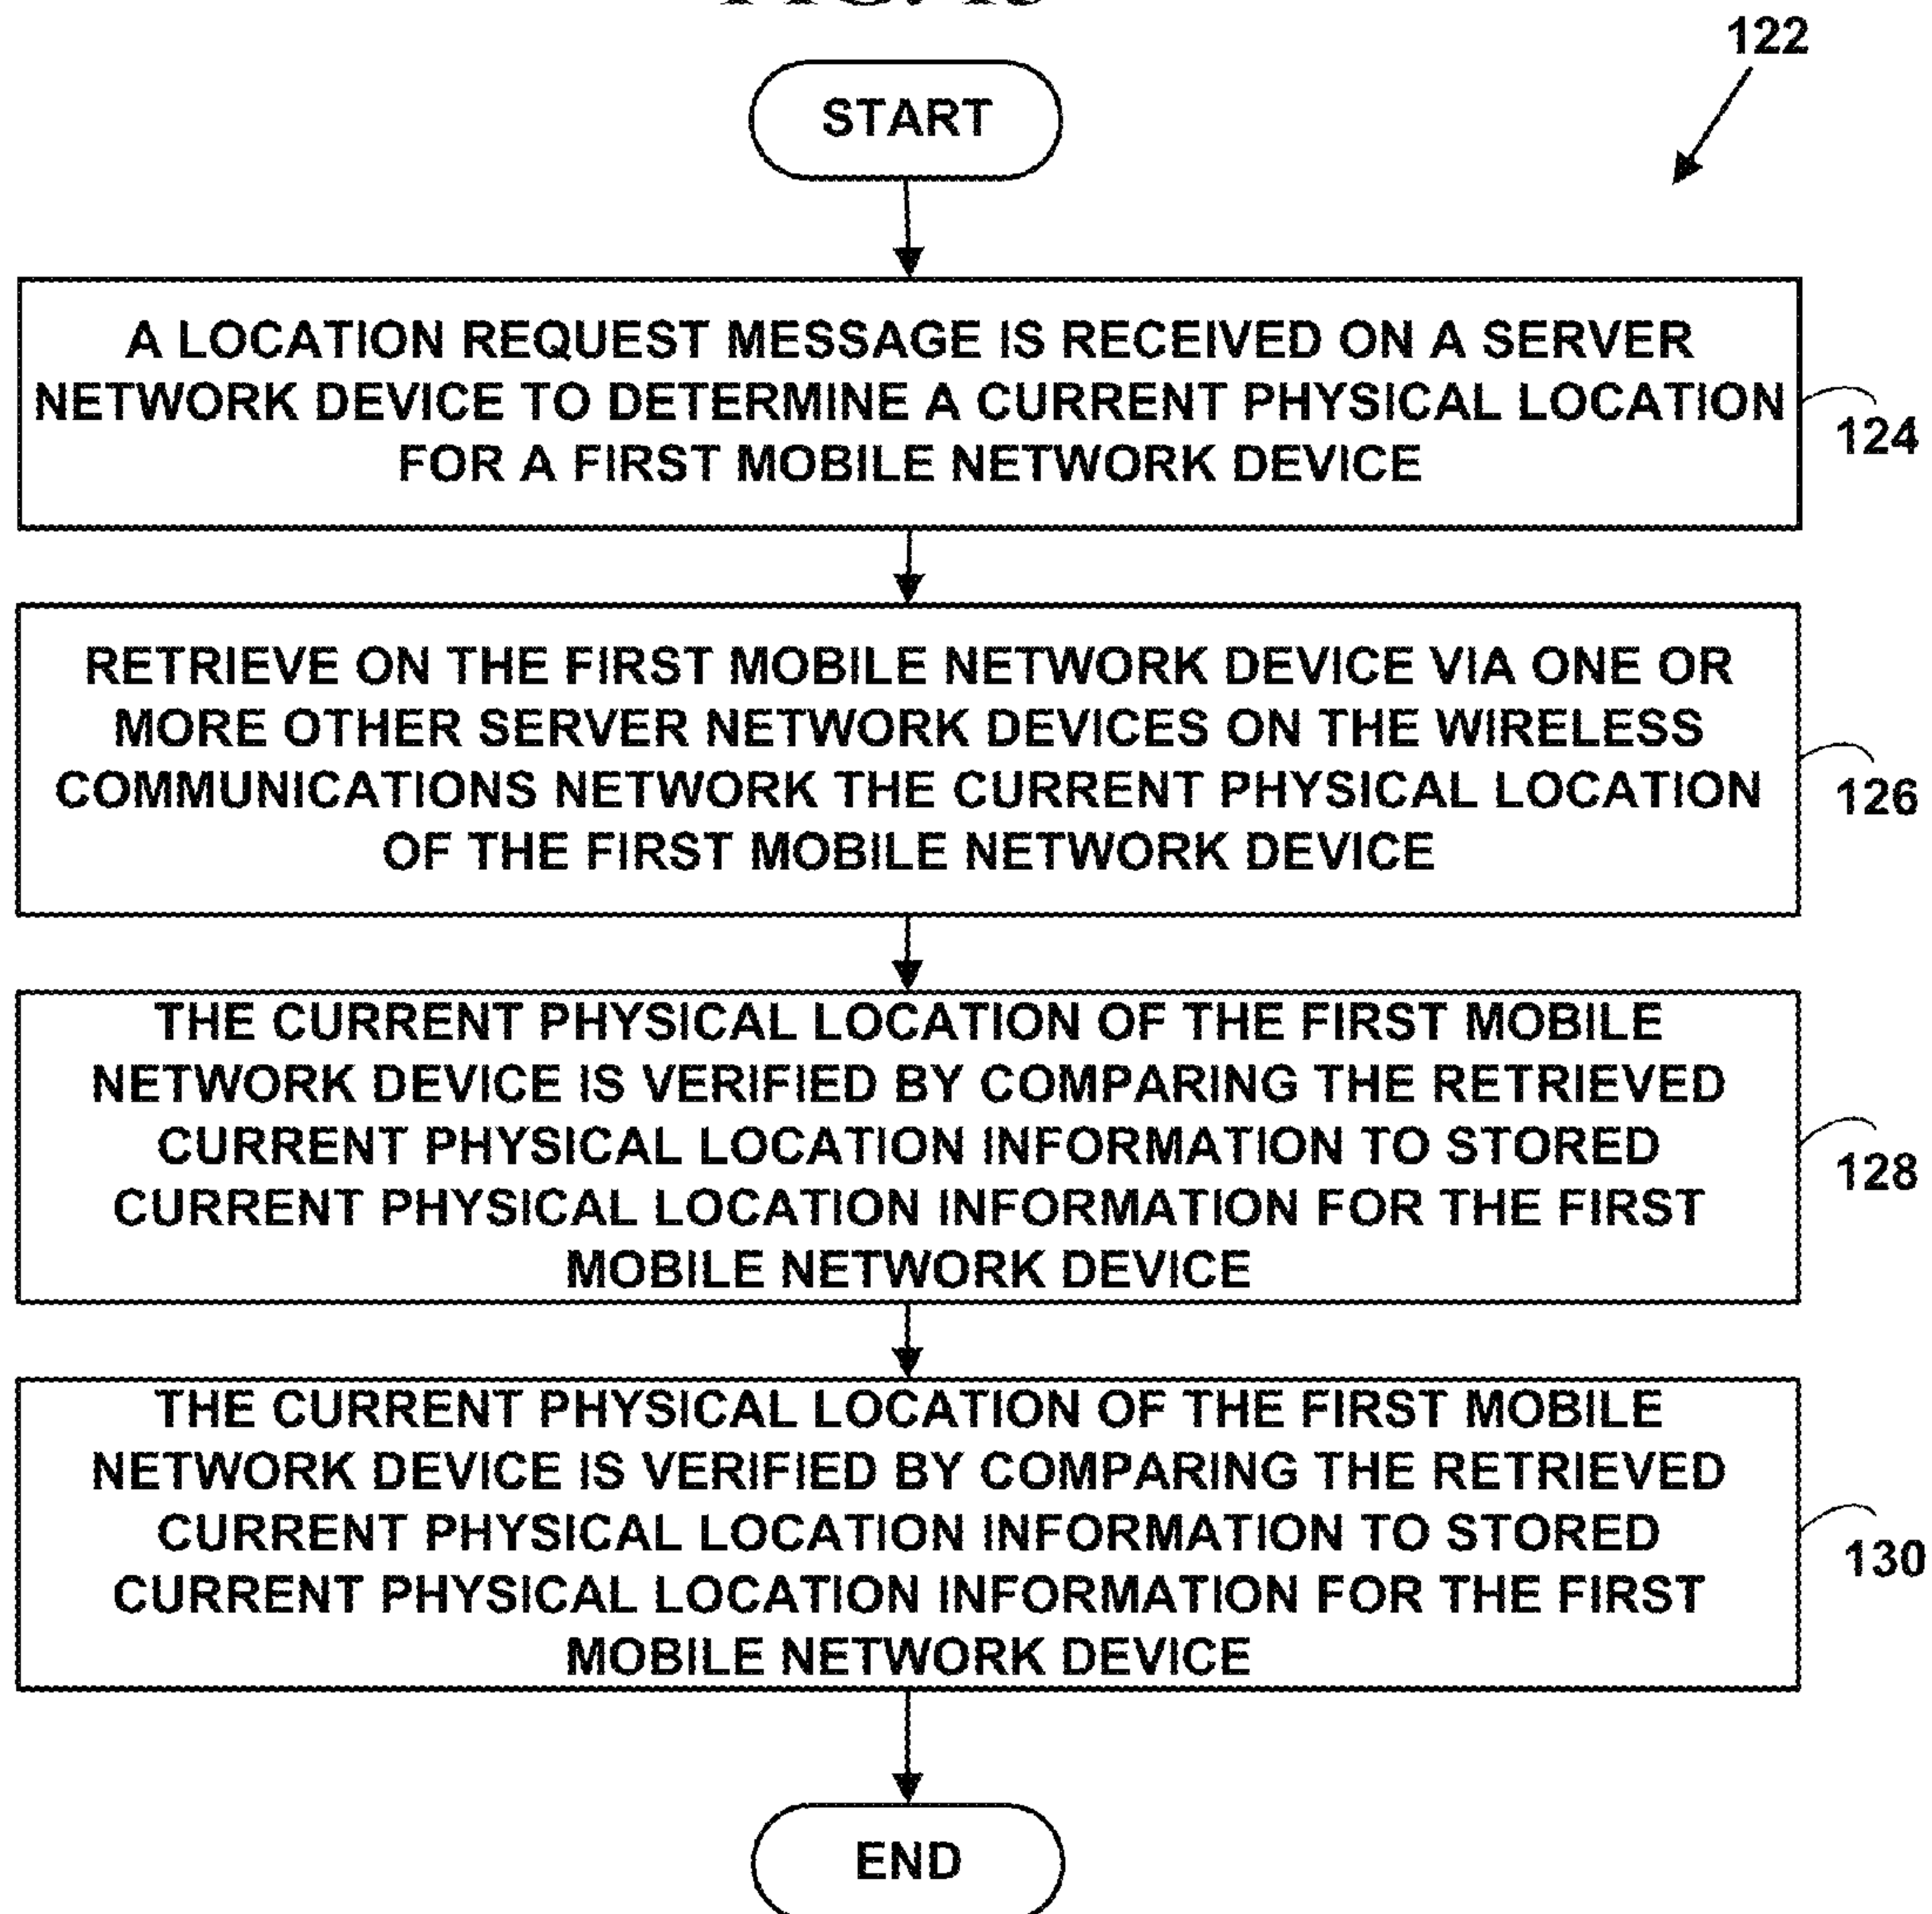 122
START
A LOCATION REQUEST MESSAGE IS RECEIVED ON A SERVER
NETWORK DEVICE TO DETERMINE A CURRENT PHYSICAL LOCATION
FOR A FIRST MOBILE NETWORK DEVICE
124
RETRIEVE ON THE FIRST MOBILE NETWORK DEVICE VIA ONE OR
MORE OTHER SERVER NETWORK DEVICES ON THE WIRELESS
COMMUNICATIONS NETWORK THE CURRENT PHYSICAL LOCATION
OF THE FIRST MOBILE NETWORK DEVICE
126
THE CURRENT PHYSICAL LOCATION OF THE FIRST MOBILE
NETWORK DEVICE IS VERIFIED BY COMPARING THE RETRIEVED
CURRENT PHYSICAL LOCATION INFORMATION TO STORED
CURRENT PHYSICAL LOCATION INFORMATION FOR THE FIRST
MOBILE NETWORK DEVICE
128
THE CURRENT PHYSICAL LOCATION OF THE FIRST MOBILE
NETWORK DEVICE IS VERIFIED BY COMPARING THE RETRIEVED
CURRENT PHYSICAL LOCATION INFORMATION TO STORED
CURRENT PHYSICAL LOCATION INFORMATION FOR THE FIRST
MOBILE NETWORK DEVICE
130
END